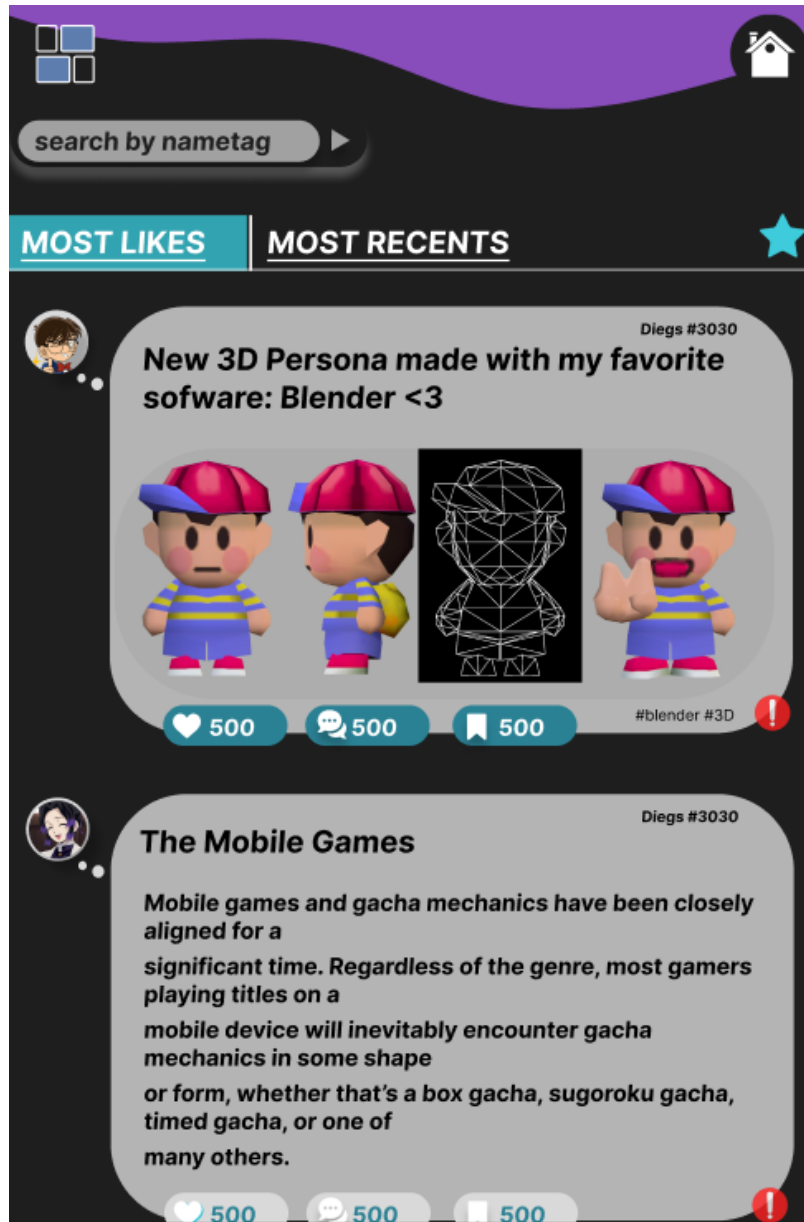 search by nametag
MOST LIKES
MOST RECENTS
Diegs #3030
New 3D Persona made with my favorite
sofware: Blender <3
500
500
500
#blender #3D
Diegs #3030
The Mobile Games
Mobile games and gacha mechanics have been closely
aligned for a
significant time. Regardless of the genre, most gamers
playing titles on a
mobile device will inevitably encounter gacha
mechanics in some shape
or form, whether that’s a box gacha, sugoroku gacha,
timed gacha, or one of
many others.
500
500
500